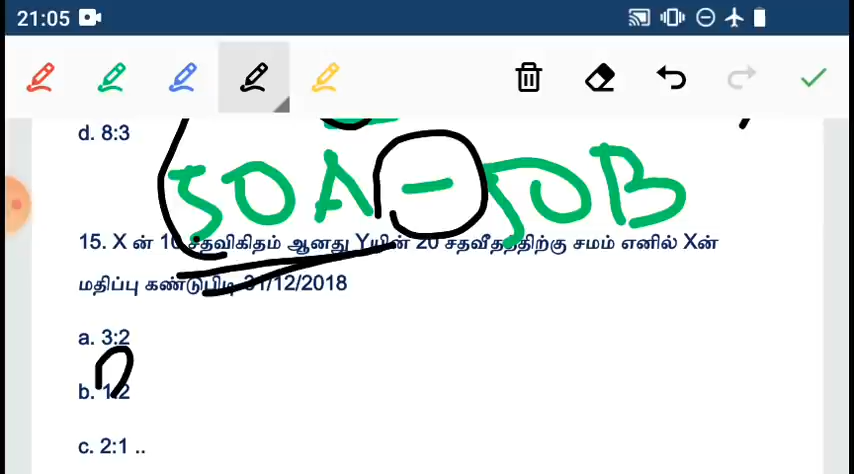 21:05
d. 8:3
50A - 50B
15. X ன் 10 சதவிகிதம் ஆனது Yயின் 20 சதவீதத்திற்கு சமம் எனில் Xன்
மதிப்பு கண்டுபிடி 31/12/2018
a. 3:2
b. 1:2
c. 2:1 ..